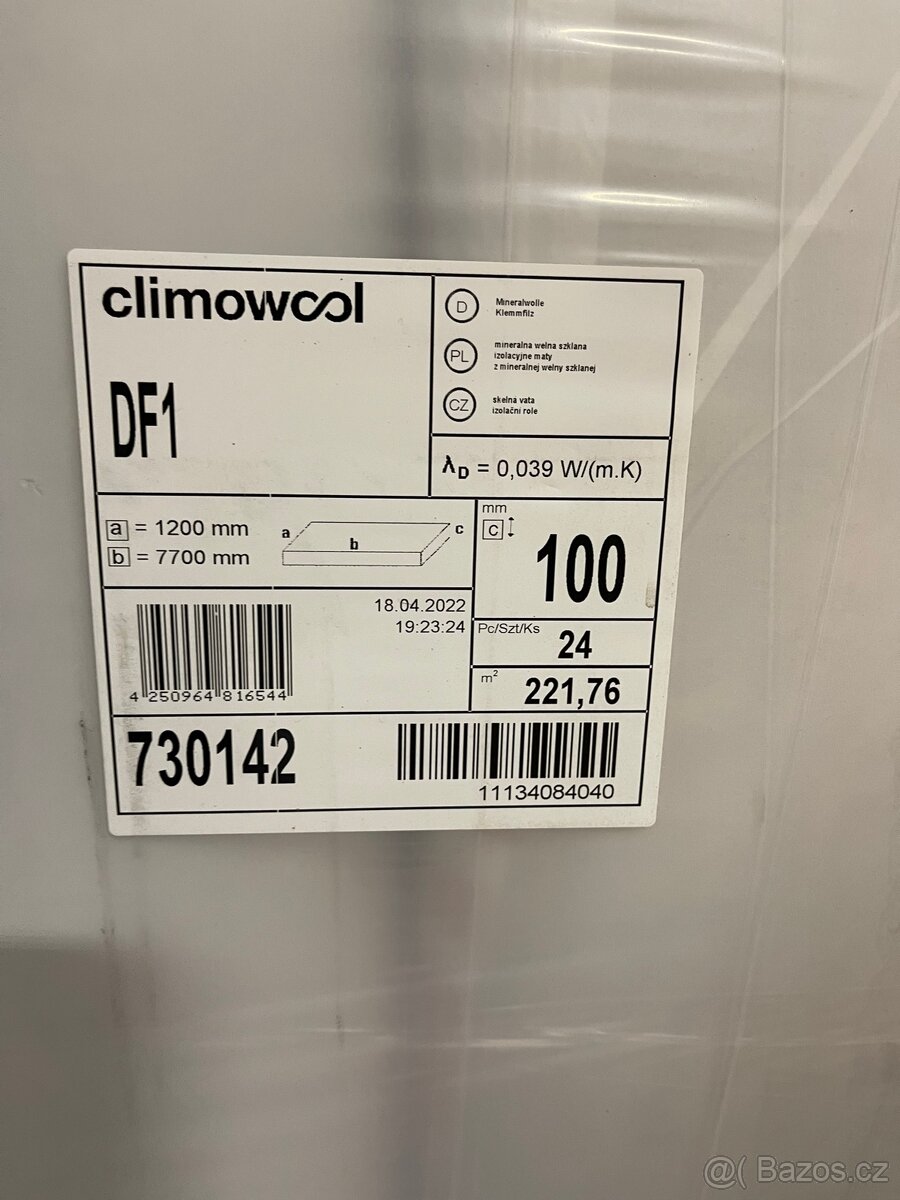 climowool
DF1
D
Mineralwolle
Klemmfilz
PL
mineralna wełna szklana
izolacyjne maty
z mineralnej wełny szklanej
CZ
skelná vata
izolační role
λD = 0,039 W/(m.K)
a = 1200 mm
b = 7700 mm
a
b
c
mm
c
100
18.04.2022
19:23:24
Pc/Szt/Ks
24
m²
221,76
4 250964 816544
730142
11134084040
@( Bazos.cz